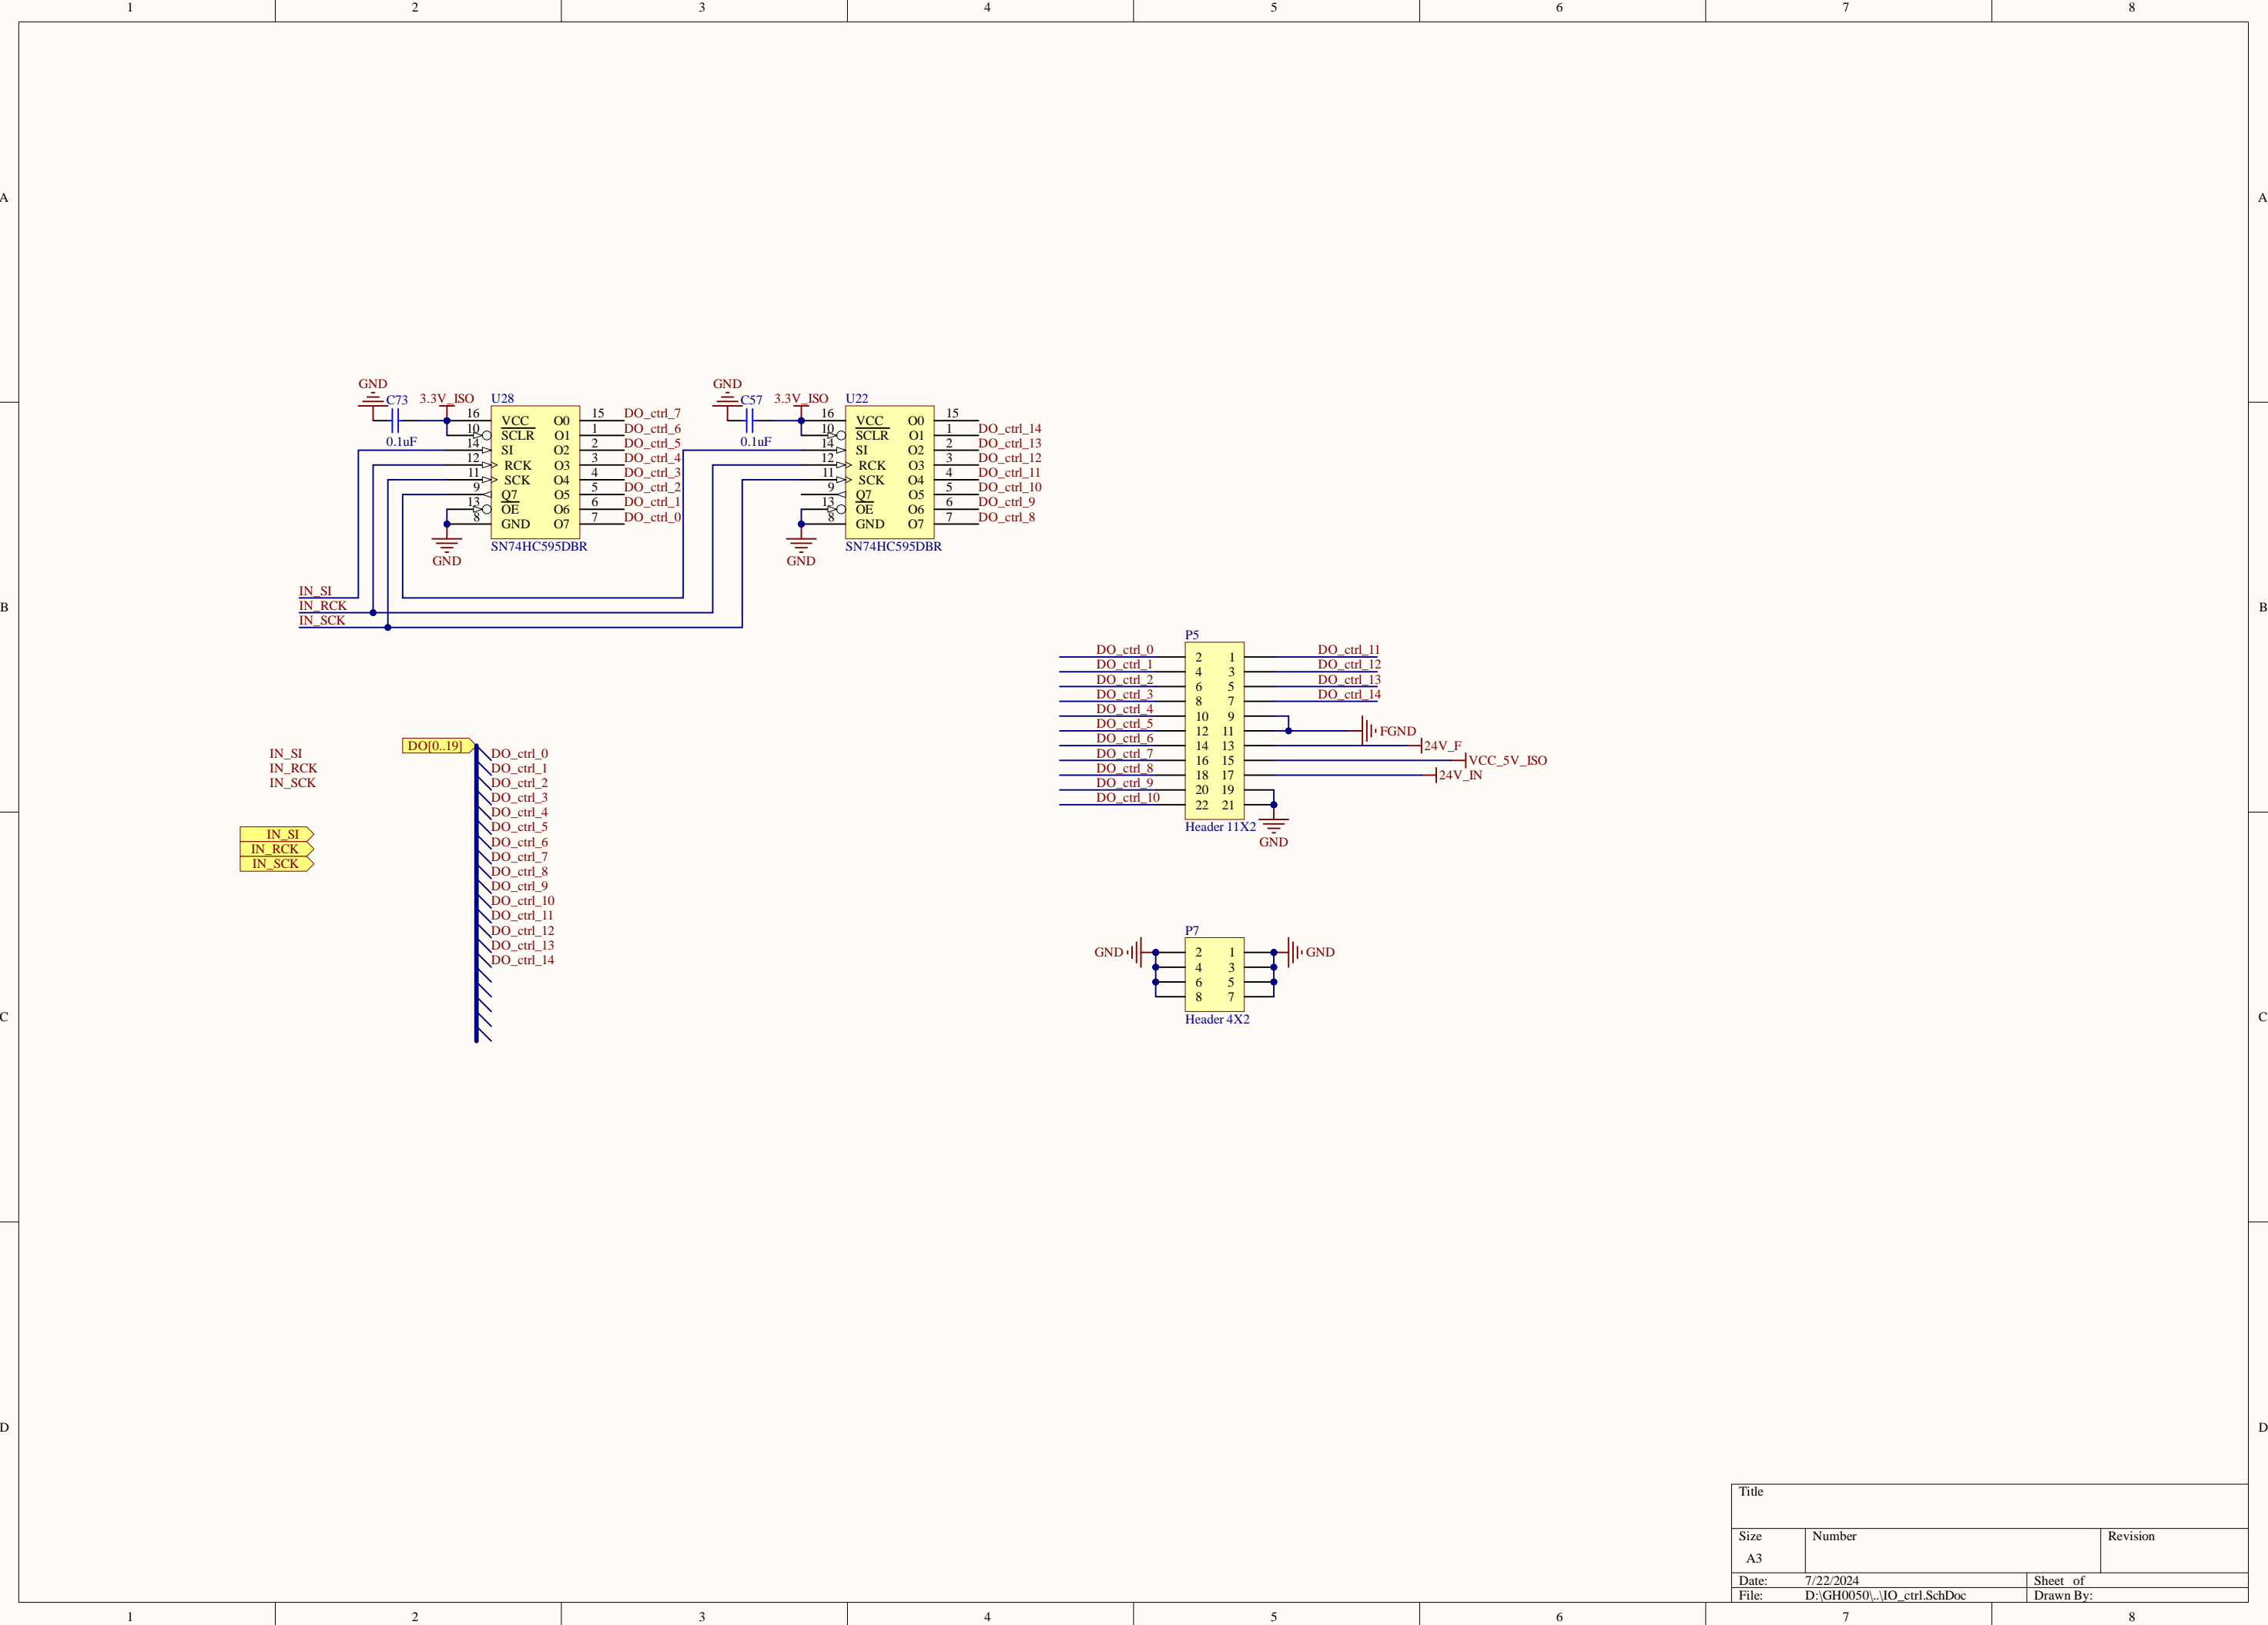 1 2 3 4 5 6 7 8
A A
GND
C73 3.3V_ISO
0.1uF
U28
16 VCC O0 15 DO_ctrl_7
10 SCLR O1 1 DO_ctrl_6
14 SI O2 2 DO_ctrl_5
12 RCK O3 3 DO_ctrl_4
11 SCK O4 4 DO_ctrl_3
9 Q7 O5 5 DO_ctrl_2
13 OE O6 6 DO_ctrl_1
8 GND O7 7 DO_ctrl_0
SN74HC595DBR
GND
GND
C57 3.3V_ISO
0.1uF
U22
16 VCC O0 15
10 SCLR O1 1 DO_ctrl_14
14 SI O2 2 DO_ctrl_13
12 RCK O3 3 DO_ctrl_12
11 SCK O4 4 DO_ctrl_11
9 Q7 O5 5 DO_ctrl_10
13 OE O6 6 DO_ctrl_9
8 GND O7 7 DO_ctrl_8
SN74HC595DBR
GND
IN_SI
IN_RCK
IN_SCK
B B
P5
DO_ctrl_0 2 1 DO_ctrl_11
DO_ctrl_1 4 3 DO_ctrl_12
DO_ctrl_2 6 5 DO_ctrl_13
DO_ctrl_3 8 7 DO_ctrl_14
DO_ctrl_4 10 9
DO_ctrl_5 12 11 FGND
DO_ctrl_6 14 13 24V_F
DO_ctrl_7 16 15 VCC_5V_ISO
DO_ctrl_8 18 17 24V_IN
DO_ctrl_9 20 19
DO_ctrl_10 22 21
Header 11X2
GND
IN_SI
IN_RCK
IN_SCK
IN_SI
IN_RCK
IN_SCK
DO[0..19]
DO_ctrl_0
DO_ctrl_1
DO_ctrl_2
DO_ctrl_3
DO_ctrl_4
DO_ctrl_5
DO_ctrl_6
DO_ctrl_7
DO_ctrl_8
DO_ctrl_9
DO_ctrl_10
DO_ctrl_11
DO_ctrl_12
DO_ctrl_13
DO_ctrl_14
P7
GND 2 1 GND
4 3
6 5
8 7
Header 4X2
C C
D D
Title
Size Number Revision
A3
Date: 7/22/2024 Sheet of
File: D:\GH0050\..\IO_ctrl.SchDoc Drawn By:
1 2 3 4 5 6 7 8